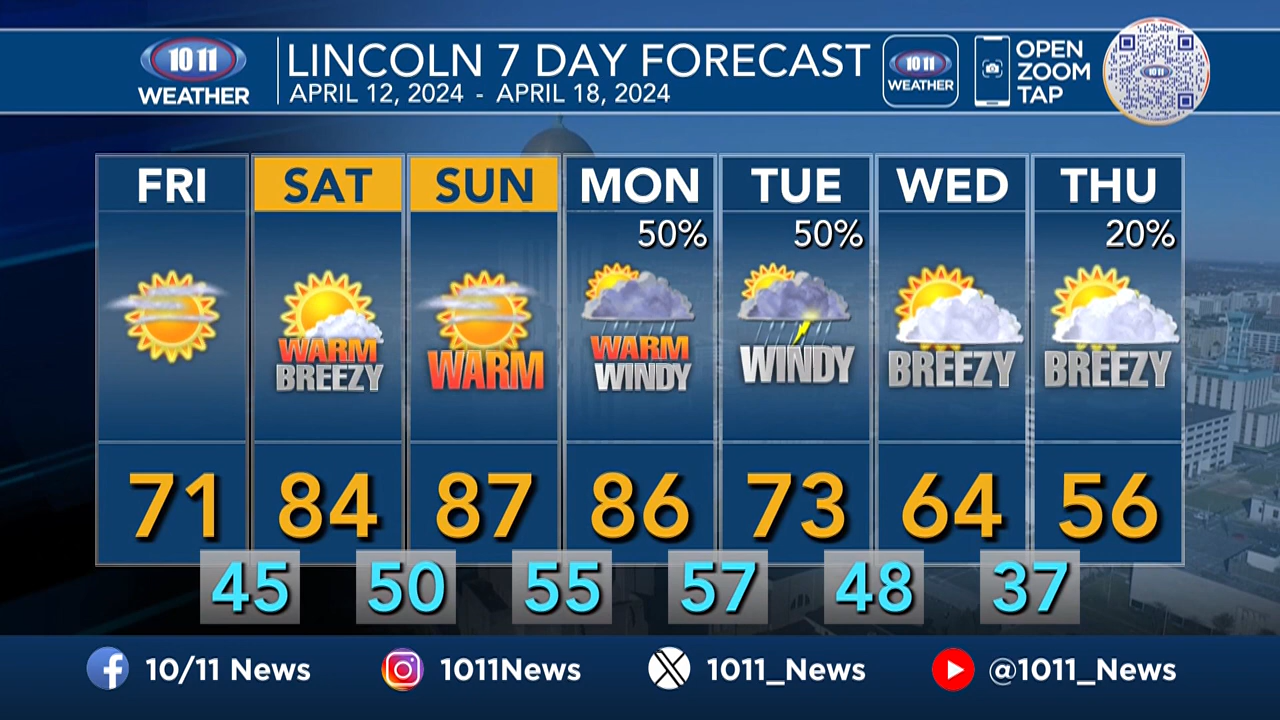 10 11
WEATHER
LINCOLN 7 DAY FORECAST
APRIL 12, 2024 - APRIL 18, 2024
10 11
WEATHER
OPEN
ZOOM
TAP
10 11
FRI SAT SUN MON TUE WED THU
50% 50% 20%
WARM
BREEZY
WARM
WARM
WINDY
WINDY
BREEZY
BREEZY
71 84 87 86 73 64 56
45 50 55 57 48 37
10/11 News 1011News 1011_News @1011_News